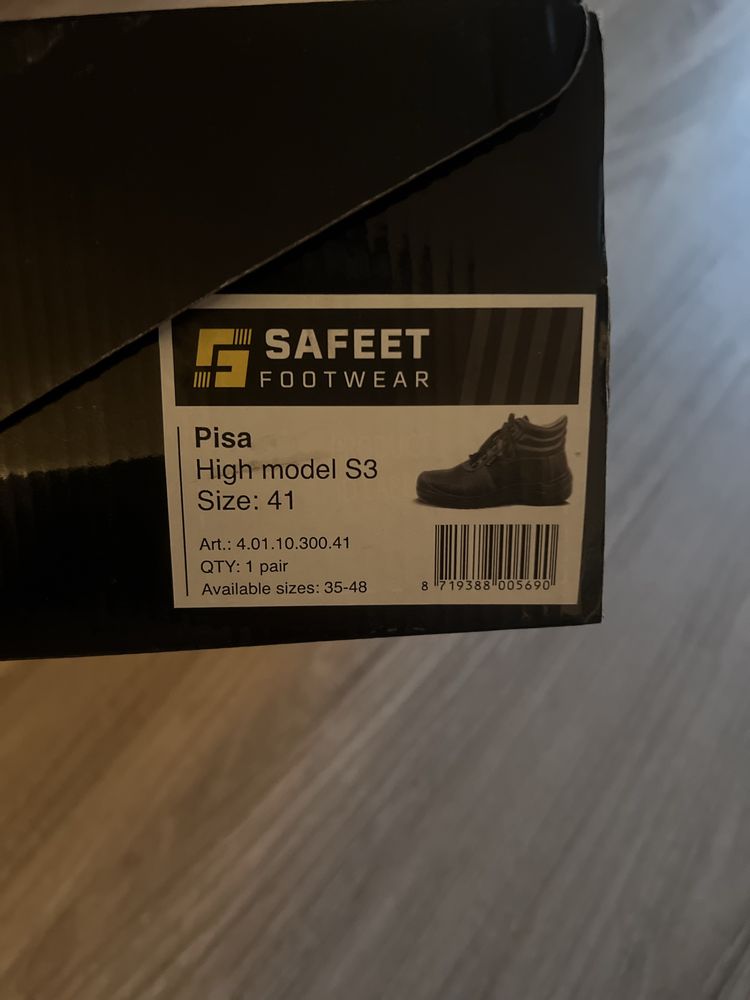 SAFEET
FOOTWEAR
Pisa
High model S3
Size: 41
Art.: 4.01.10.300.41
QTY: 1 pair
Available sizes: 35-48
8 719388 005690